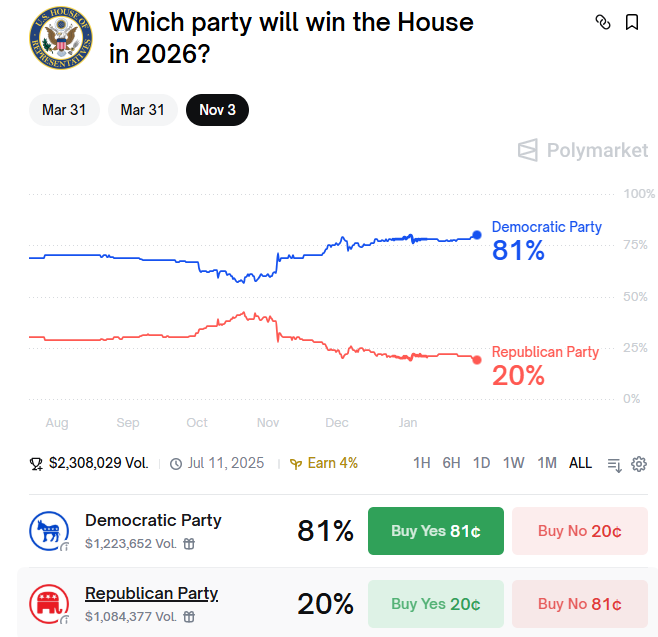 U.S. HOUSE OF
REPRESENTATIVES
Which party will win the House
in 2026?
Mar 31
Mar 31
Nov 3
Polymarket
100%
Democratic Party
81%
75%
50%
Republican Party
25%
20%
0%
Aug
Sep
Oct
Nov
Dec
Jan
$2,308,029 Vol.
Jul 11, 2025
Earn 4%
1H
6H
1D
1W
1M
ALL
Democratic Party
$1,223,652 Vol.
81%
Buy Yes 81¢
Buy No 20¢
Republican Party
$1,084,377 Vol.
20%
Buy Yes 20¢
Buy No 81¢